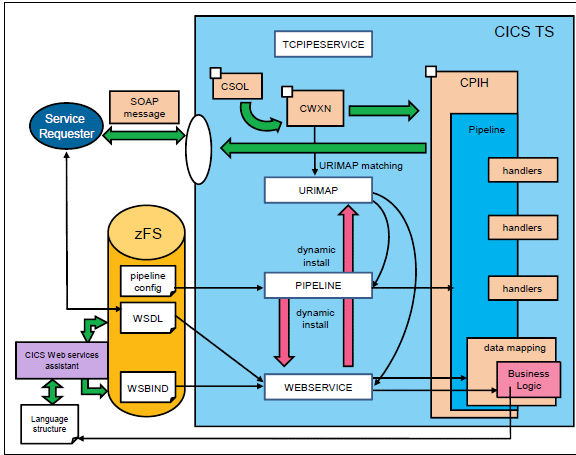 CICS TS
TCPIPESERVICE
CSOL
CPIH
SOAP
message
CWXN
Service
Requester
Pipeline
URIMAP matching
handlers
URIMAP
handlers
zFS
dynamic
install
pipeline
config
PIPELINE
handlers
WSDL
dynamic
install
data mapping
CICS Web services
assistant
WSBIND
WEBSERVICE
Business
Logic
Language
structure